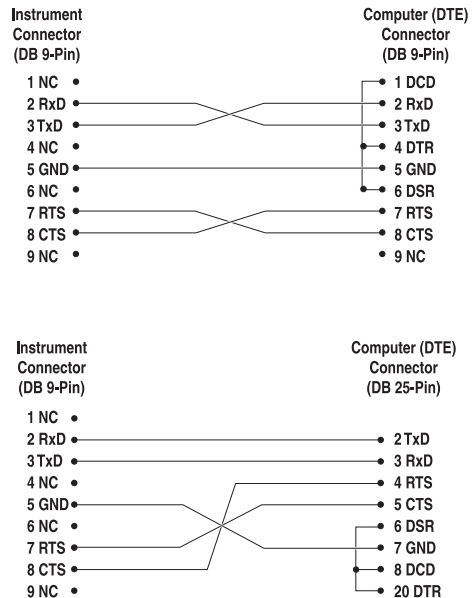 Instrument
Connector
(DB 9-Pin)
Computer (DTE)
Connector
(DB 9-Pin)
1 NC
1 DCD
2 RxD
2 RxD
3 TxD
3 TxD
4 NC
4 DTR
5 GND
5 GND
6 NC
6 DSR
7 RTS
7 RTS
8 CTS
8 CTS
9 NC
9 NC
Instrument
Connector
(DB 9-Pin)
Computer (DTE)
Connector
(DB 25-Pin)
1 NC
2 RxD
2 TxD
3 TxD
3 RxD
4 NC
4 RTS
5 GND
5 CTS
6 NC
6 DSR
7 RTS
7 GND
8 CTS
8 DCD
9 NC
20 DTR